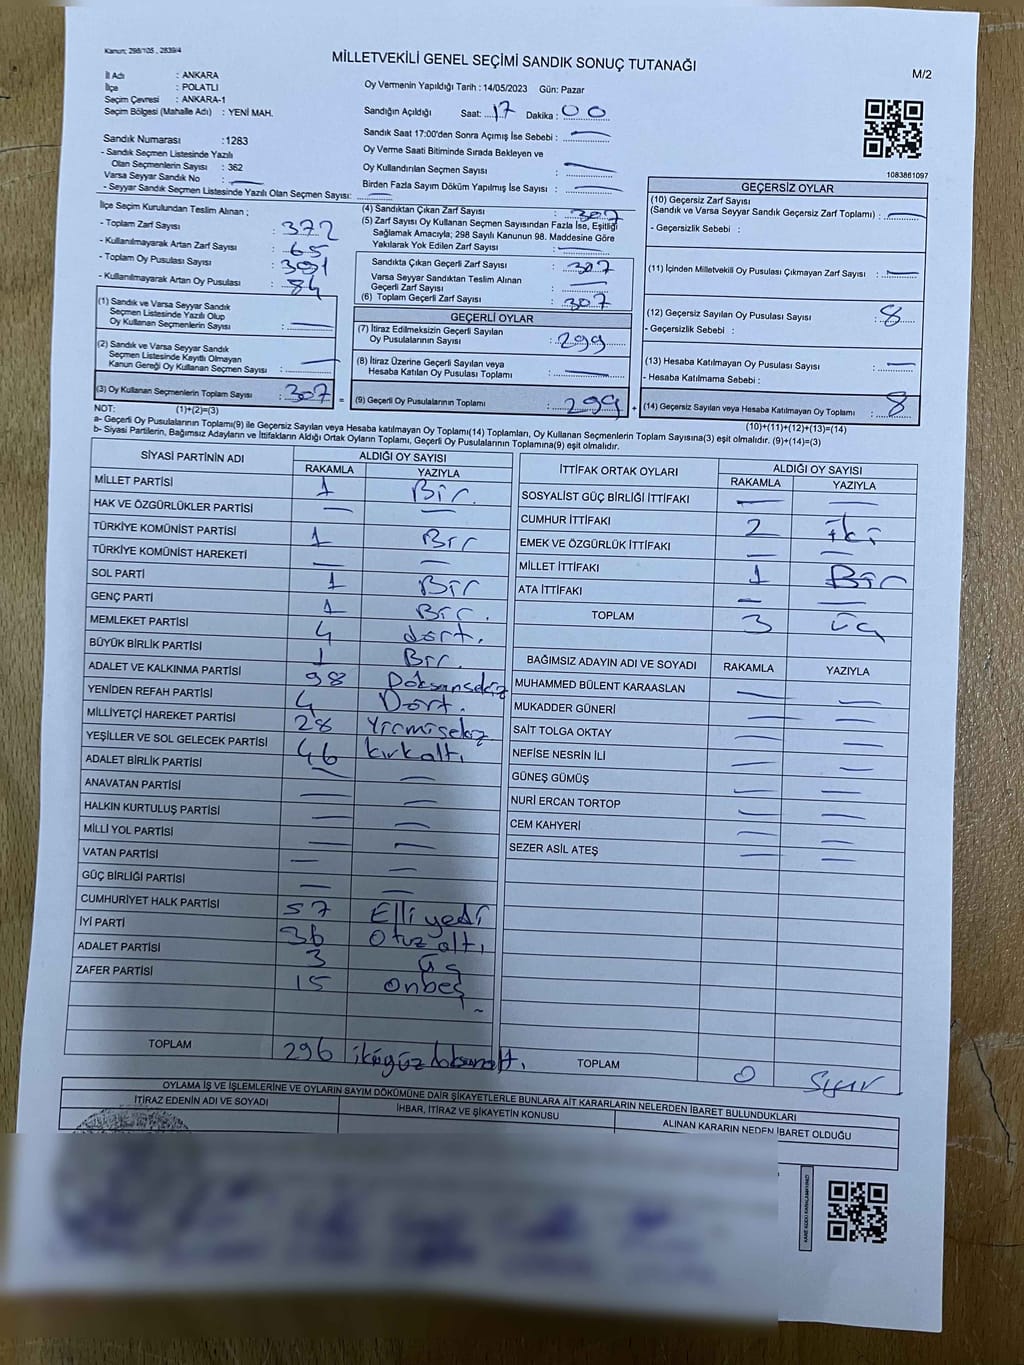 Kanun; 298/105 , 2839/4
MİLLETVEKİLİ GENEL SEÇİMİ SANDIK SONUÇ TUTANAĞI
M/2
İl Adı : ANKARA
İlçe : POLATLI
Seçim Çevresi : ANKARA-1
Seçim Bölgesi (Mahalle Adı) : YENİ MAH.
Oy Vermenin Yapıldığı Tarih : 14/05/2023 Gün: Pazar
Sandığın Açıldığı Saat: 17 Dakika : 00
Sandık Saat 17:00'den Sonra Açımış İse Sebebi : —
Oy Verme Saati Bitiminde Sırada Bekleyen ve
Oy Kullandırılan Seçmen Sayısı : —
Birden Fazla Sayım Döküm Yapılmış İse Sayısı : —
1083861097
Sandık Numarası :1283
- Sandık Seçmen Listesinde Yazılı
Olan Seçmenlerin Sayısı : 362
Varsa Seyyar Sandık No : —
- Seyyar Sandık Seçmen Listesinde Yazılı Olan Seçmen Sayısı: —
İlçe Seçim Kurulundan Teslim Alınan ;
- Toplam Zarf Sayısı : 372
- Kullanılmayarak Artan Zarf Sayısı : 65
- Toplam Oy Pusulası Sayısı : 391
- Kullanılmayarak Artan Oy Pusulası : 84
(1) Sandık ve Varsa Seyyar Sandık
Seçmen Listesinde Yazılı Olup
Oy Kullanan Seçmenlerin Sayısı : —
(2) Sandık ve Varsa Seyyar Sandık
Seçmen Listesinde Kayıtlı Olmayan
Kanun Gereği Oy Kullanan Seçmen Sayısı : —
(3) Oy Kullanan Seçmenlerin Toplam Sayısı : 307 =
(1)+(2)=(3)
(4) Sandıktan Çıkan Zarf Sayısı : 307
(5) Zarf Sayısı Oy Kullanan Seçmen Sayısından Fazla İse, Eşitliği
Sağlamak Amacıyla; 298 Sayılı Kanunun 98. Maddesine Göre
Yakılarak Yok Edilen Zarf Sayısı : —
Sandıkta Çıkan Geçerli Zarf Sayısı : 307
Varsa Seyyar Sandıktan Teslim Alınan
Geçerli Zarf Sayısı : —
(6) Toplam Geçerli Zarf Sayısı : 307
GEÇERLİ OYLAR
(7) İtiraz Edilmeksizin Geçerli Sayılan
Oy Pusulalarının Sayısı : 299
(8) İtiraz Üzerine Geçerli Sayılan veya
Hesaba Katılan Oy Pusulası Toplamı : —
(9) Geçerli Oy Pusulalarının Toplamı : 299 +
GEÇERSİZ OYLAR
(10) Geçersiz Zarf Sayısı
(Sandık ve Varsa Seyyar Sandık Geçersiz Zarf Toplamı) : —
- Geçersizlik Sebebi :
(11) İçinden Milletvekili Oy Pusulası Çıkmayan Zarf Sayısı : —
(12) Geçersiz Sayılan Oy Pusulası Sayısı : 8
- Geçersizlik Sebebi :
(13) Hesaba Katılmayan Oy Pusulası Sayısı : —
- Hesaba Katılmama Sebebi :
(14) Geçersiz Sayılan veya Hesaba Katılmayan Oy Toplamı : 8
(10)+(11)+(12)+(13)=(14)
NOT:
a- Geçerli Oy Pusulaların Toplamı(9) ile Geçersiz Sayılan veya Hesaba katılmayan Oy Toplamı(14) Toplamları, Oy Kullanan Seçmenlerin Toplam Sayısına(3) eşit olmalıdır. (9)+(14)=(3)
b- Siyasi Partilerin, Bağımsız Adayların ve İttifakların Aldığı Ortak Oyların Toplamı, Geçerli Oy Pusulalarının Toplamına(9) eşit olmalıdır.
SİYASİ PARTİNİN ADI ALDIĞI OY SAYISI
RAKAMLA YAZIYLA
MİLLET PARTİSİ 1 Bir.
HAK VE ÖZGÜRLÜKLER PARTİSİ — —
TÜRKİYE KOMÜNİST PARTİSİ 1 Bir
TÜRKİYE KOMÜNİST HAREKETİ — —
SOL PARTİ 1 Bir
GENÇ PARTİ 1 Bir.
MEMLEKET PARTİSİ 4 dört.
BÜYÜK BİRLİK PARTİSİ 1 Bir.
ADALET VE KALKINMA PARTİSİ 98 Doksansekiz
YENİDEN REFAH PARTİSİ 4 Dört.
MİLLİYETÇİ HAREKET PARTİSİ 28 Yirmisekiz
YEŞİLLER VE SOL GELECEK PARTİSİ 46 kırkaltı
ADALET BİRLİK PARTİSİ — —
ANAVATAN PARTİSİ — —
HALKIN KURTULUŞ PARTİSİ — —
MİLLİ YOL PARTİSİ — —
VATAN PARTİSİ —
GÜÇ BİRLİĞİ PARTİSİ — —
CUMHURİYET HALK PARTİSİ 57 Elli yedi
İYİ PARTİ 36 Otuz altı
ADALET PARTİSİ 3 üç
ZAFER PARTİSİ 15 onbeş
TOPLAM 296 ikiyüzdoksanaltı.
İTTİFAK ORTAK OYLARI ALDIĞI OY SAYISI
RAKAMLA YAZIYLA
SOSYALİST GÜÇ BİRLİĞİ İTTİFAKI — —
CUMHUR İTTİFAKI 2 iki
EMEK VE ÖZGÜRLÜK İTTİFAKI — —
MİLLET İTTİFAKI 1 Bir
ATA İTTİFAKI — —
TOPLAM 3 üç
BAĞIMSIZ ADAYIN ADI VE SOYADI RAKAMLA YAZIYLA
MUHAMMED BÜLENT KARAASLAN — —
MUKADDER GÜNERİ — —
SAİT TOLGA OKTAY — —
NEFİSE NESRİN İLİ — —
GÜNEŞ GÜMÜŞ — —
NURİ ERCAN TORTOP — —
CEM KAHYERİ — —
SEZER ASİL ATEŞ — —
TOPLAM 0 Sıfır
OYLAMA İŞ VE İŞLEMLERİNE VE OYLARIN SAYIM DÖKÜMÜNE DAİR ŞİKAYETLERLE BUNLARA AİT KARARLARIN NELERDEN İBARET BULUNDUKLARI
İTİRAZ EDENİN ADI VE SOYADI İHBAR, İTİRAZ VE ŞİKAYETİN KONUSU ALINAN KARARIN NEDEN İBARET OLDUĞU